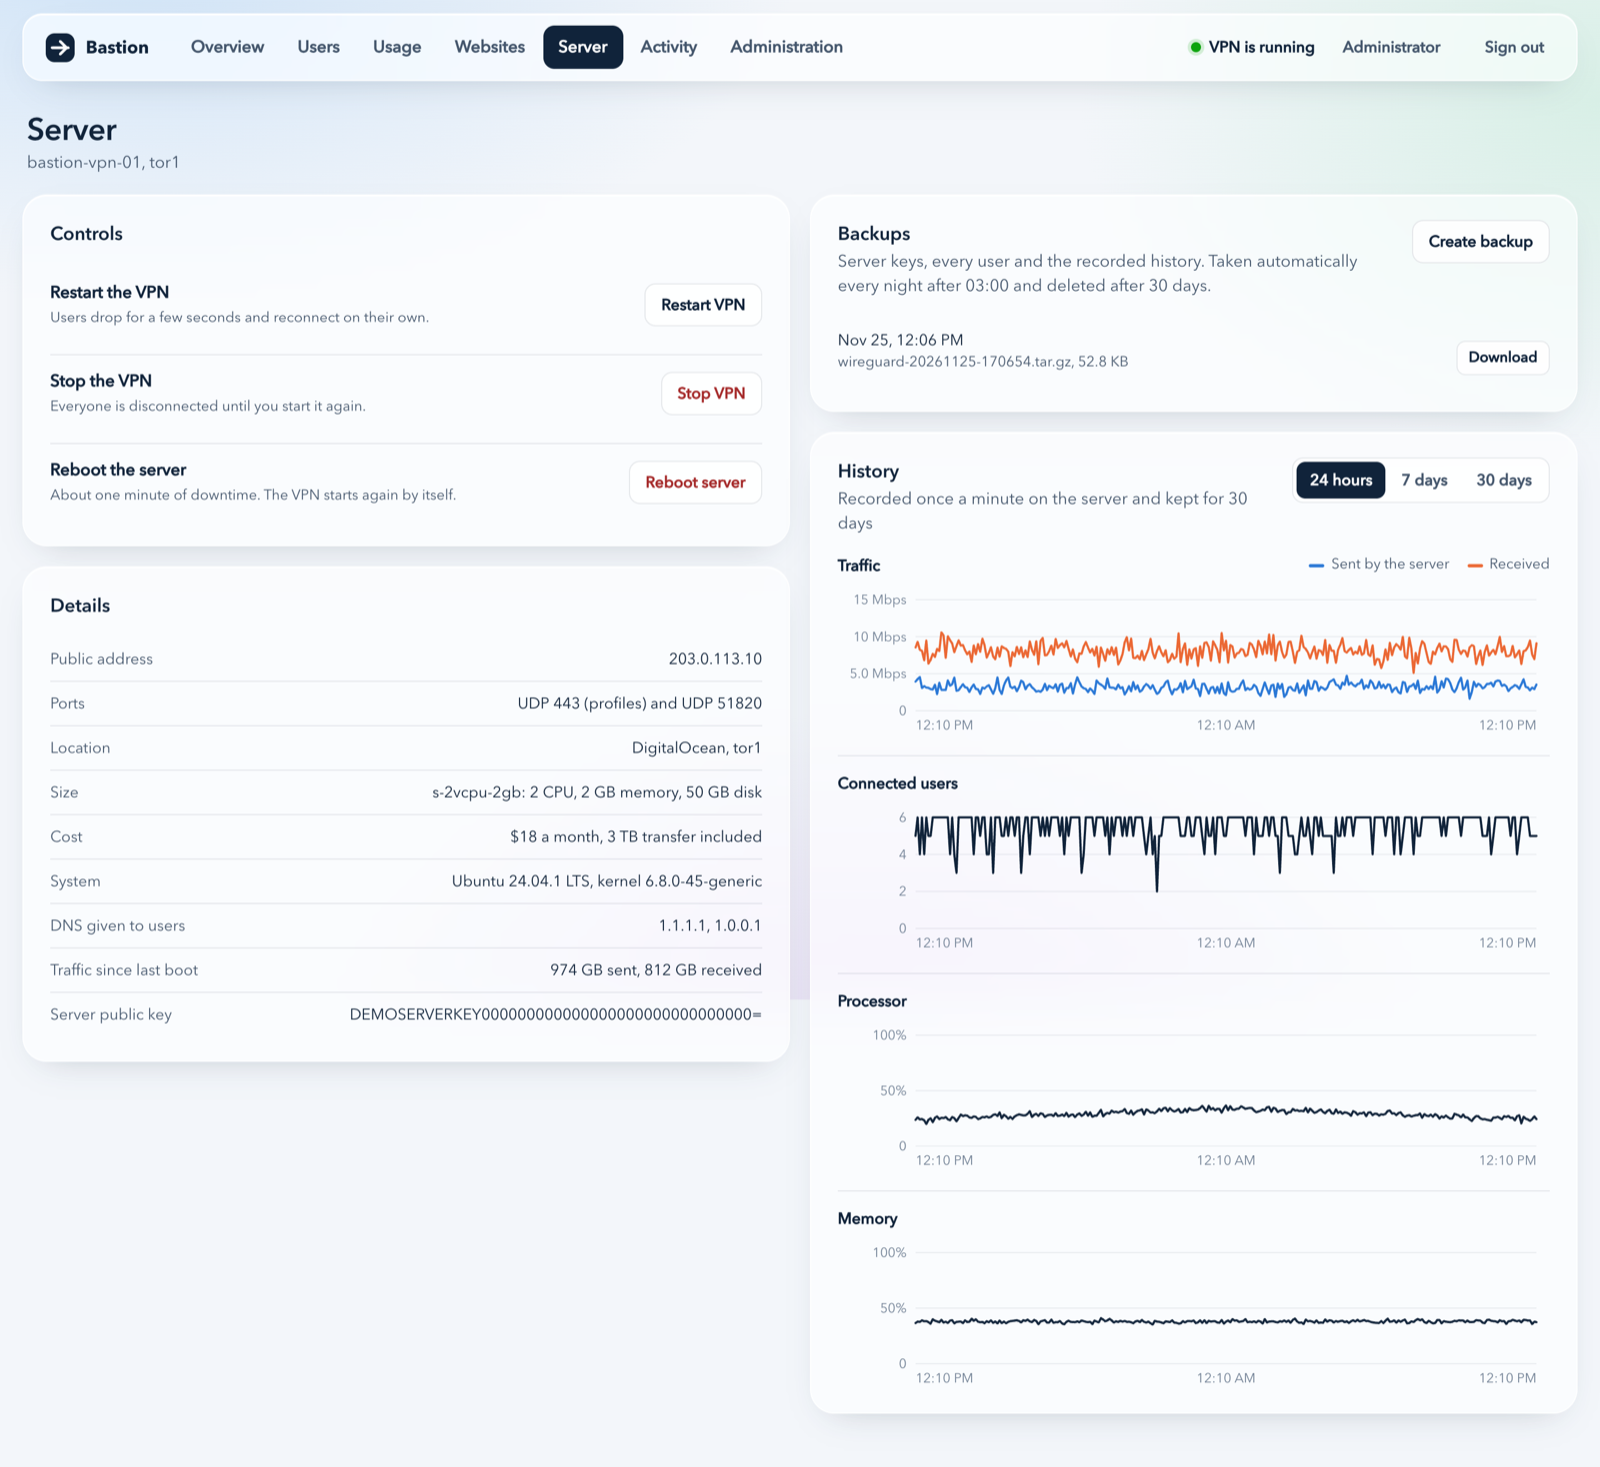 Bastion
Overview
Users
Usage
Websites
Server
Activity
Administration
VPN is running
Administrator
Sign out
Server
bastion-vpn-01, tor1
Controls
Restart the VPN
Users drop for a few seconds and reconnect on their own.
Restart VPN
Stop the VPN
Everyone is disconnected until you start it again.
Stop VPN
Reboot the server
About one minute of downtime. The VPN starts again by itself.
Reboot server
Details
Public address
203.0.113.10
Ports
UDP 443 (profiles) and UDP 51820
Location
DigitalOcean, tor1
Size
s-2vcpu-2gb: 2 CPU, 2 GB memory, 50 GB disk
Cost
$18 a month, 3 TB transfer included
System
Ubuntu 24.04.1 LTS, kernel 6.8.0-45-generic
DNS given to users
1.1.1.1, 1.0.0.1
Traffic since last boot
974 GB sent, 812 GB received
Server public key
DEMOSERVERKEY000000000000000000000000000000=
Backups
Server keys, every user and the recorded history. Taken automatically
every night after 03:00 and deleted after 30 days.
Create backup
Nov 25, 12:06 PM
wireguard-20261125-170654.tar.gz, 52.8 KB
Download
History
Recorded once a minute on the server and kept for 30
days
24 hours
7 days
30 days
Traffic
Sent by the server
Received
15 Mbps
10 Mbps
5.0 Mbps
0
12:10 PM
12:10 AM
12:10 PM
Connected users
6
4
2
0
12:10 PM
12:10 AM
12:10 PM
Processor
100%
50%
0
12:10 PM
12:10 AM
12:10 PM
Memory
100%
50%
0
12:10 PM
12:10 AM
12:10 PM